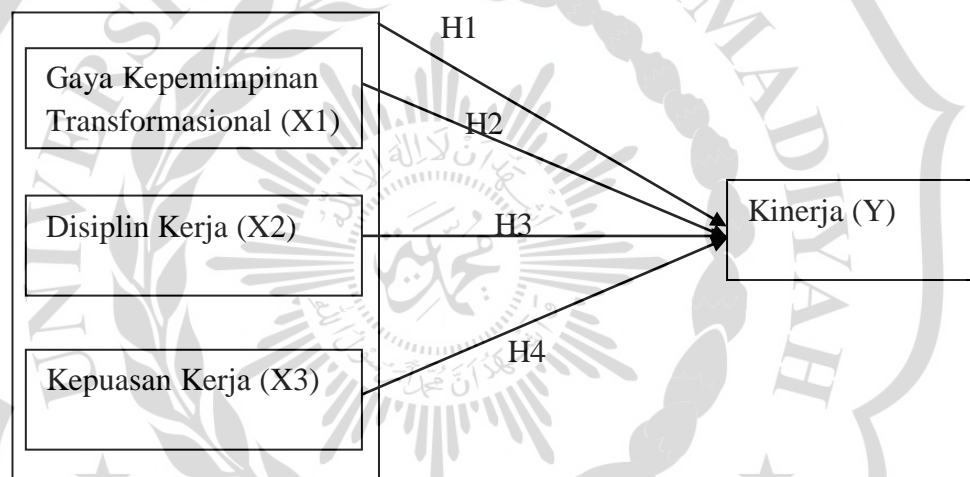 H1
Gaya Kepemimpinan
Transformasional (X1)
H2
Disiplin Kerja (X2)
H3
Kinerja (Y)
Kepuasan Kerja (X3)
H4